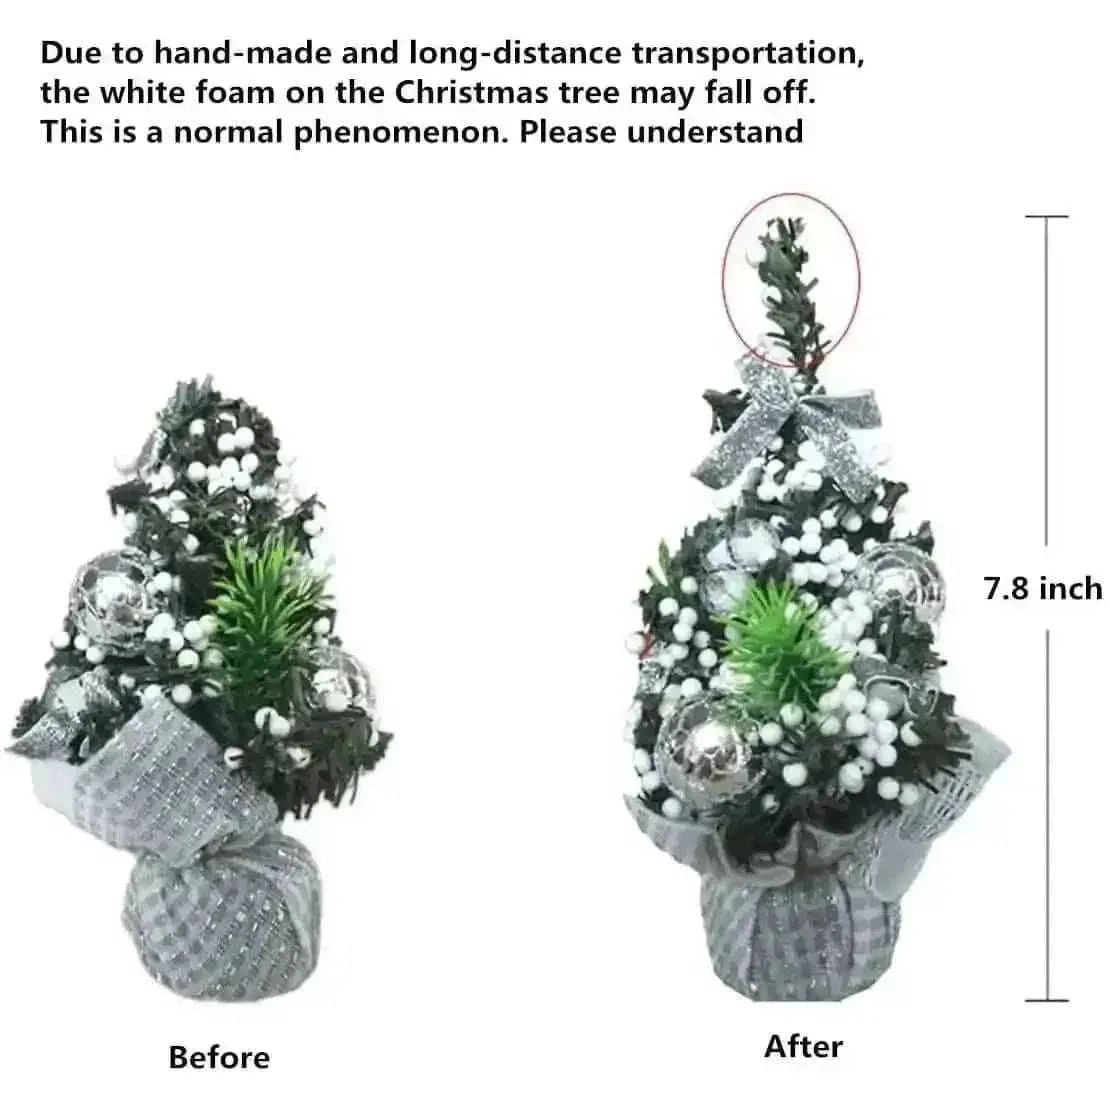 Due to hand-made and long-distance transportation,
the white foam on the Christmas tree may fall off.
This is a normal phenomenon. Please understand
7.8 inch
Before
After